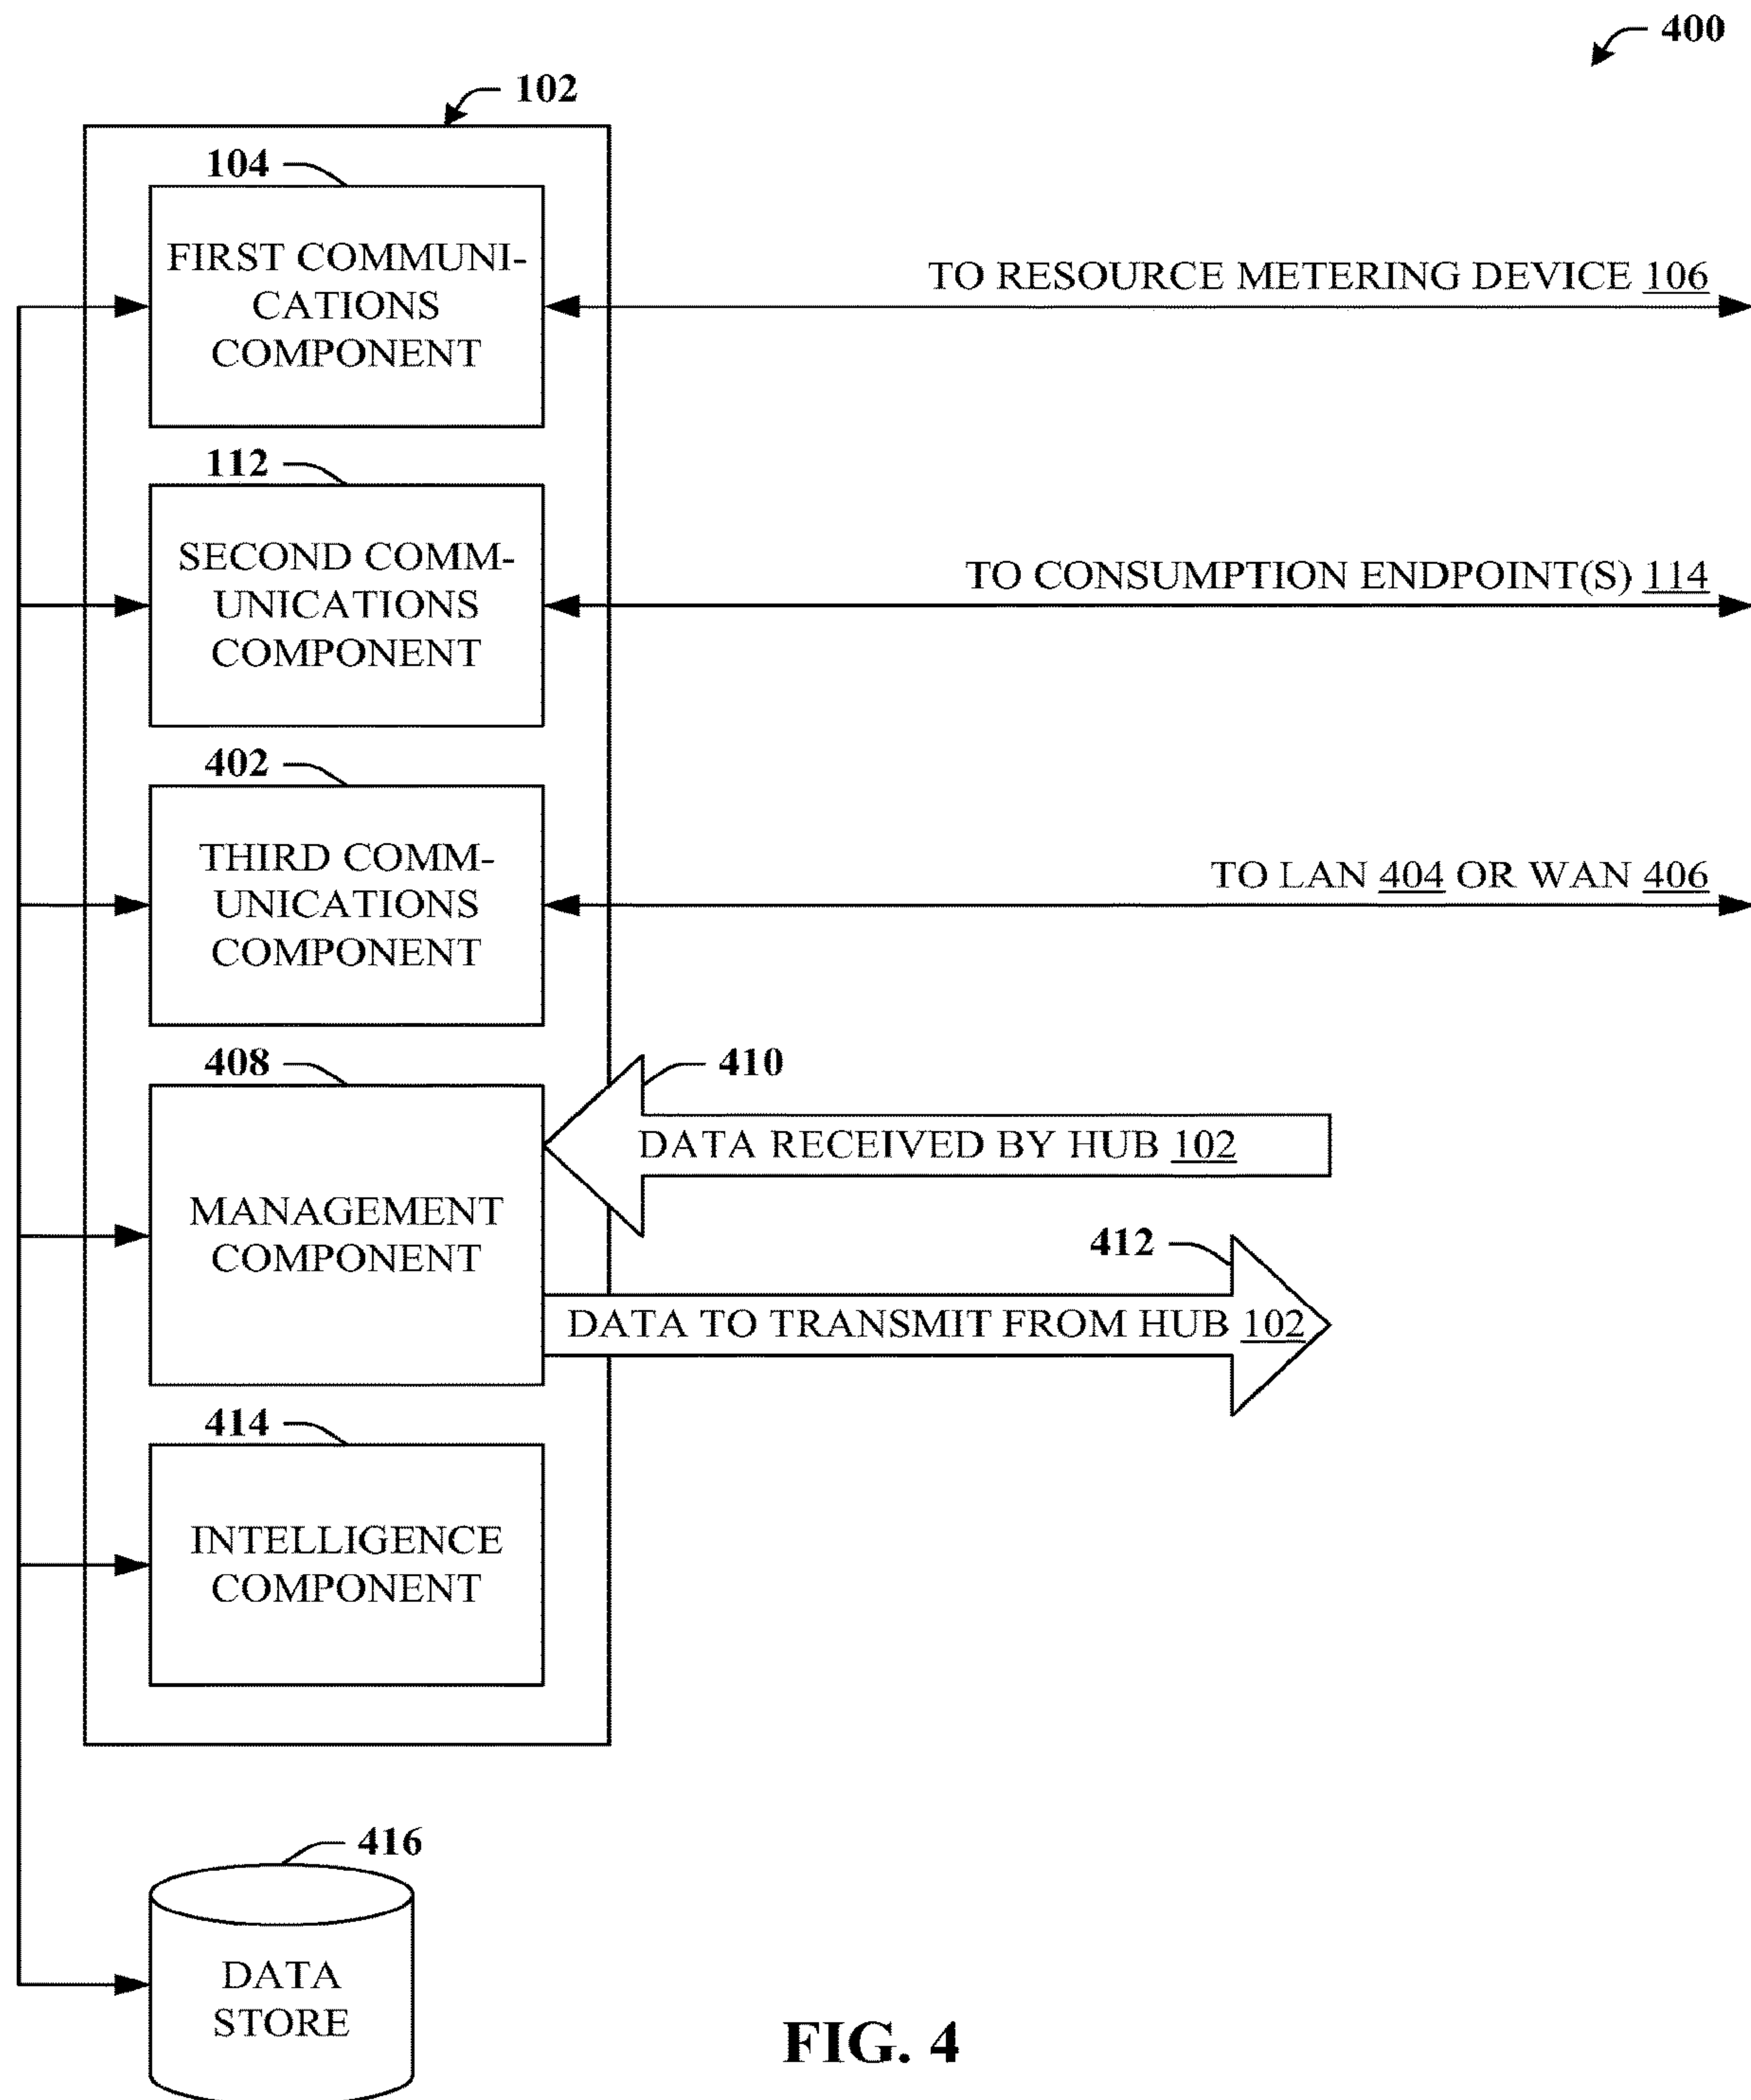 400
102
104
FIRST COMMUNI-
CATIONS
COMPONENT
TO RESOURCE METERING DEVICE 106
112
SECOND COMM-
UNICATIONS
COMPONENT
TO CONSUMPTION ENDPOINT(S) 114
402
THIRD COMM-
UNICATIONS
COMPONENT
TO LAN 404 OR WAN 406
408
410
DATA RECEIVED BY HUB 102
MANAGEMENT
COMPONENT
412
DATA TO TRANSMIT FROM HUB 102
414
INTELLIGENCE
COMPONENT
416
DATA
STORE
FIG. 4